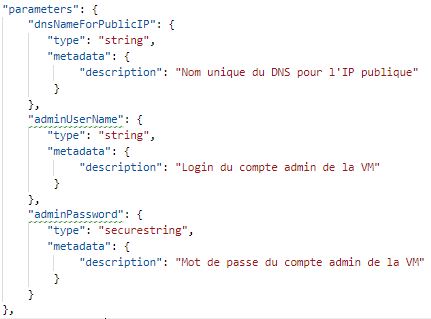 "parameters": {
"dnsNameForPublicIP": {
"type": "string",
"metadata": {
"description": "Nom unique du DNS pour l'IP publique"
}
},
"adminUserName": {
"type": "string",
"metadata": {
"description": "Login du compte admin de la VM"
}
},
"adminPassword": {
"type": "securestring",
"metadata": {
"description": "Mot de passe du compte admin de la VM"
}
}
},